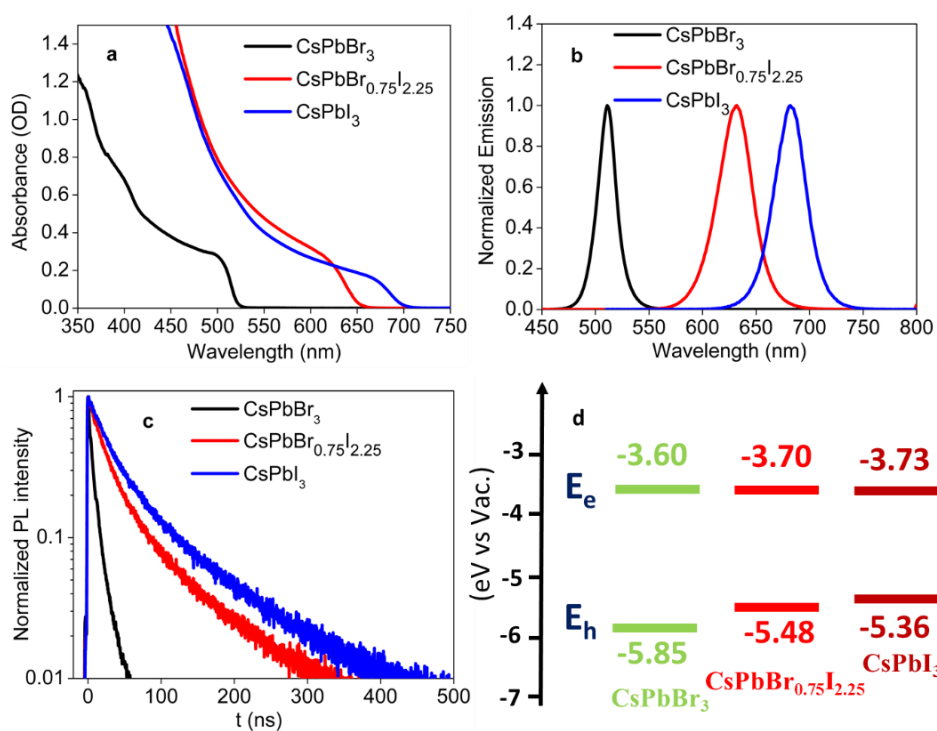 a
CsPbBr₃
CsPbBr₀.₇₅I₂.₂₅
CsPbI₃
Absorbance (OD)
1.4
1.2
1.0
0.8
0.6
0.4
0.2
0.0
350 400 450 500 550 600 650 700 750
Wavelength (nm)
b
CsPbBr₃
CsPbBr₀.₇₅I₂.₂₅
CsPbI₃
Normalized Emission
1.4
1.2
1.0
0.8
0.6
0.4
0.2
0.0
450 500 550 600 650 700 750 800
Wavelength (nm)
c
CsPbBr₃
CsPbBr₀.₇₅I₂.₂₅
CsPbI₃
Normalized PL intensity
1
0.1
0.01
0 100 200 300 400 500
t (ns)
d
(eV vs Vac.)
-3
-4
-5
-6
-7
-3.60 -3.70 -3.73
Eₑ
Eₕ
-5.85 -5.48 -5.36
CsPbBr₃ CsPbBr₀.₇₅I₂.₂₅ CsPbI₃